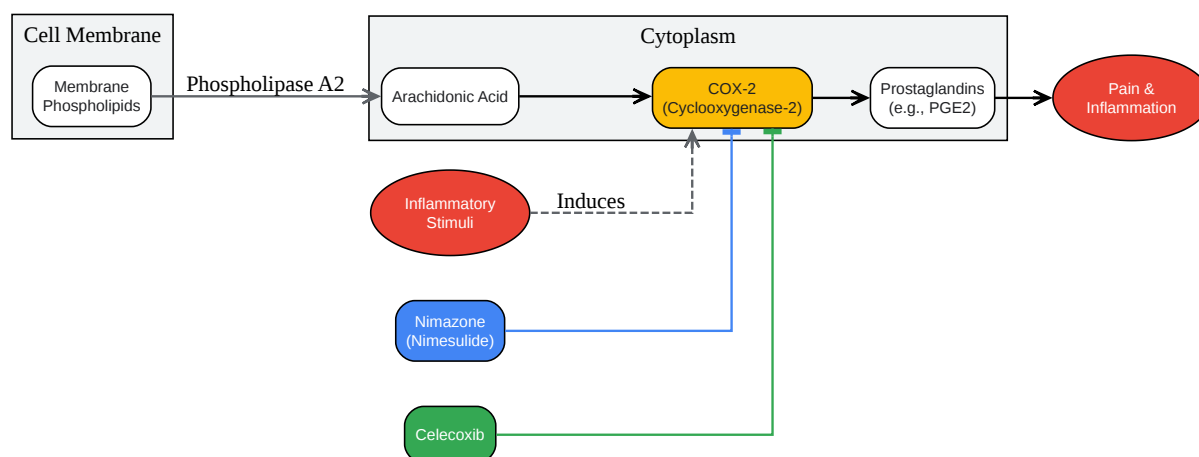 Cell Membrane
Cytoplasm
Membrane
Phospholipids
Phospholipase A2
Arachidonic Acid
COX-2
(Cyclooxygenase-2)
Prostaglandins
(e.g., PGE2)
Pain &
Inflammation
Inflammatory
Stimuli
Induces
Nimazone
(Nimesulide)
Celecoxib